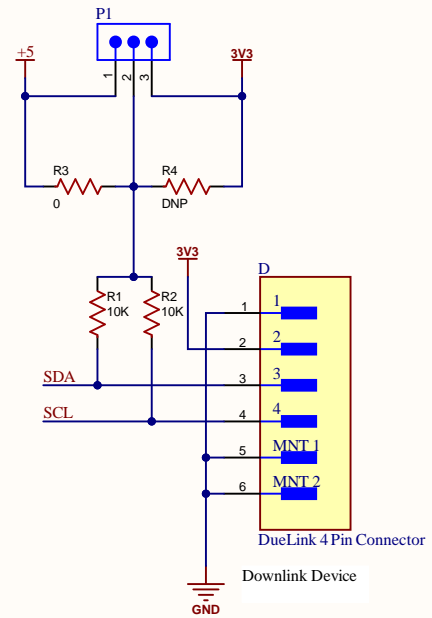 P1
+5
3V3
1
2
3
R3
0
R4
DNP
3V3
D
R1
10K
R2
10K
1
1
2
2
SDA
3
3
SCL
4
4
5
MNT 1
6
MNT 2
DueLink 4 Pin Connector
Downlink Device
GND